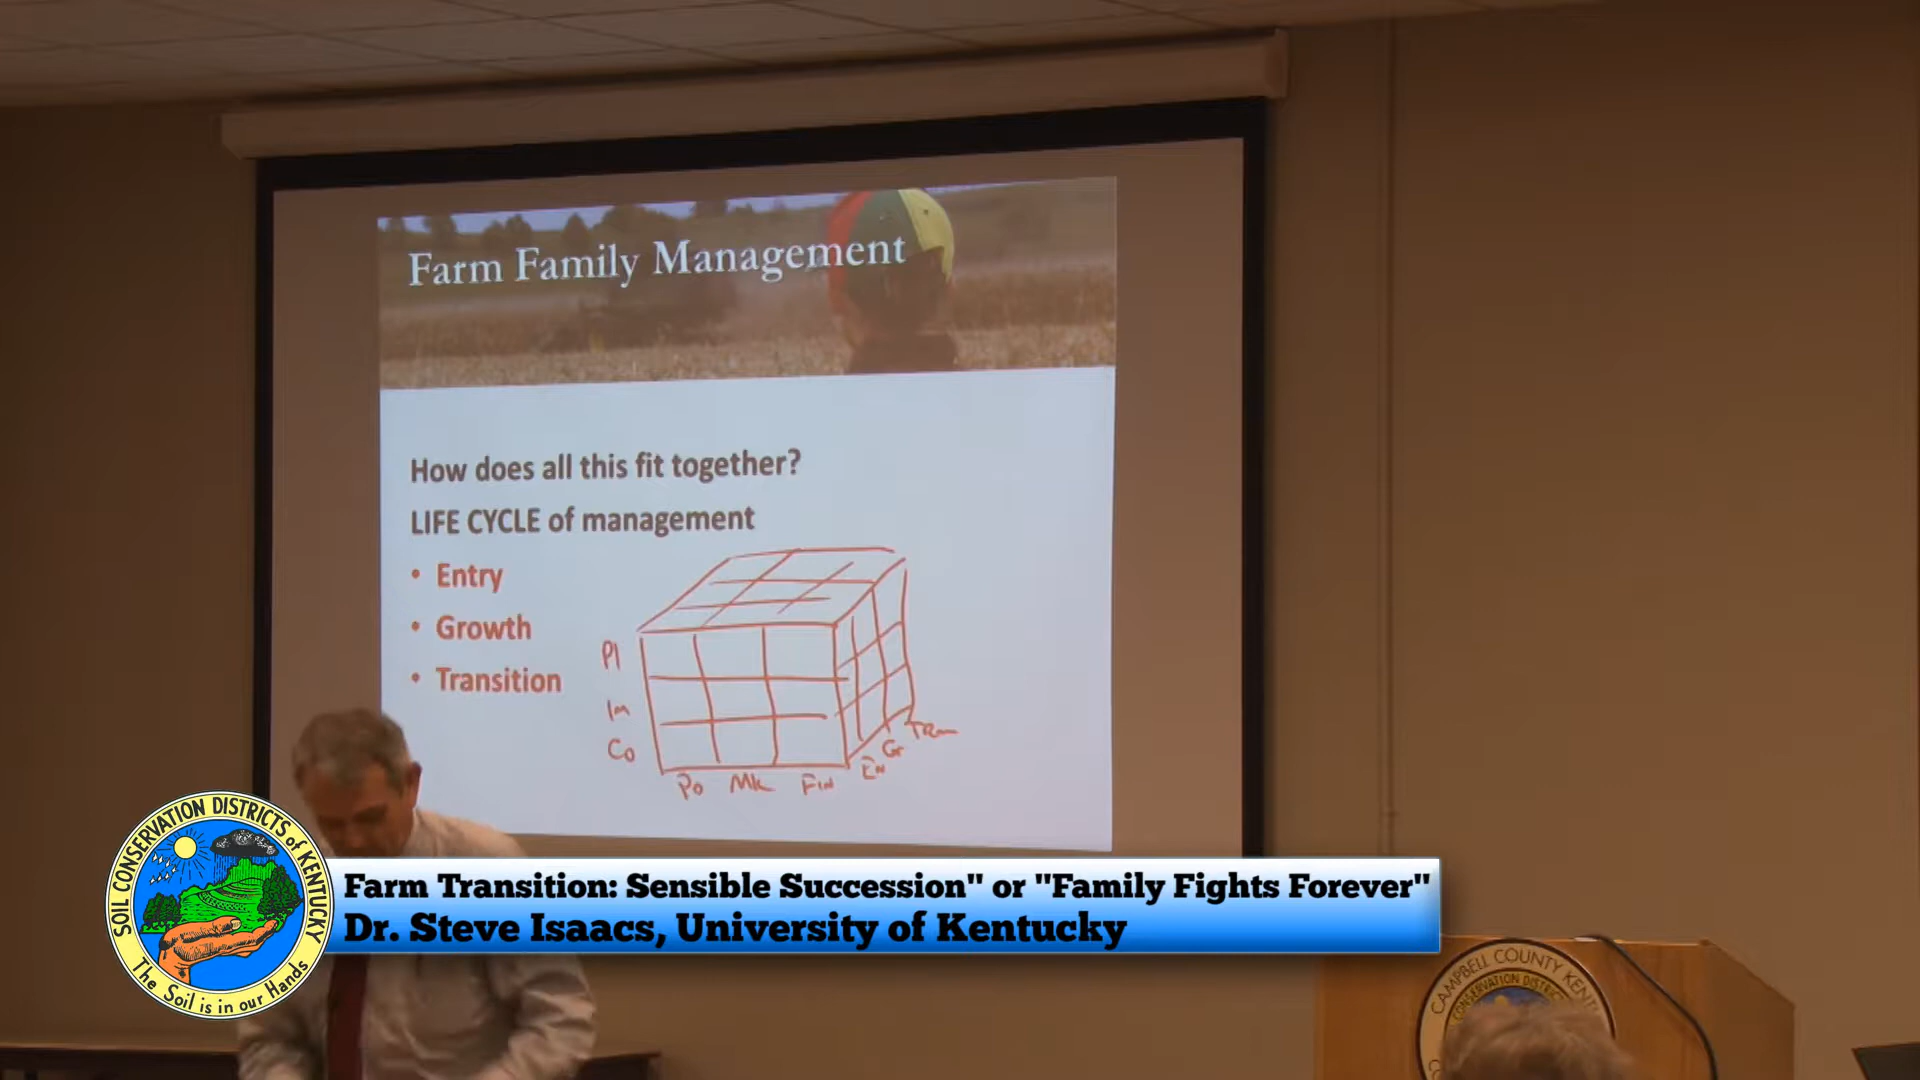 Farm Family Management
How does all this fit together?
LIFE CYCLE of management
• Entry
• Growth
• Transition
Pl
Im
Co
Po Mk Fin
En
Gr
Tran
SOIL CONSERVATION DISTRICTS of KENTUCKY
The Soil is in our Hands
Farm Transition: Sensible Succession" or "Family Fights Forever"
Dr. Steve Isaacs, University of Kentucky
CAMPBELL COUNTY KENT
CONSERVATION DISTRIC